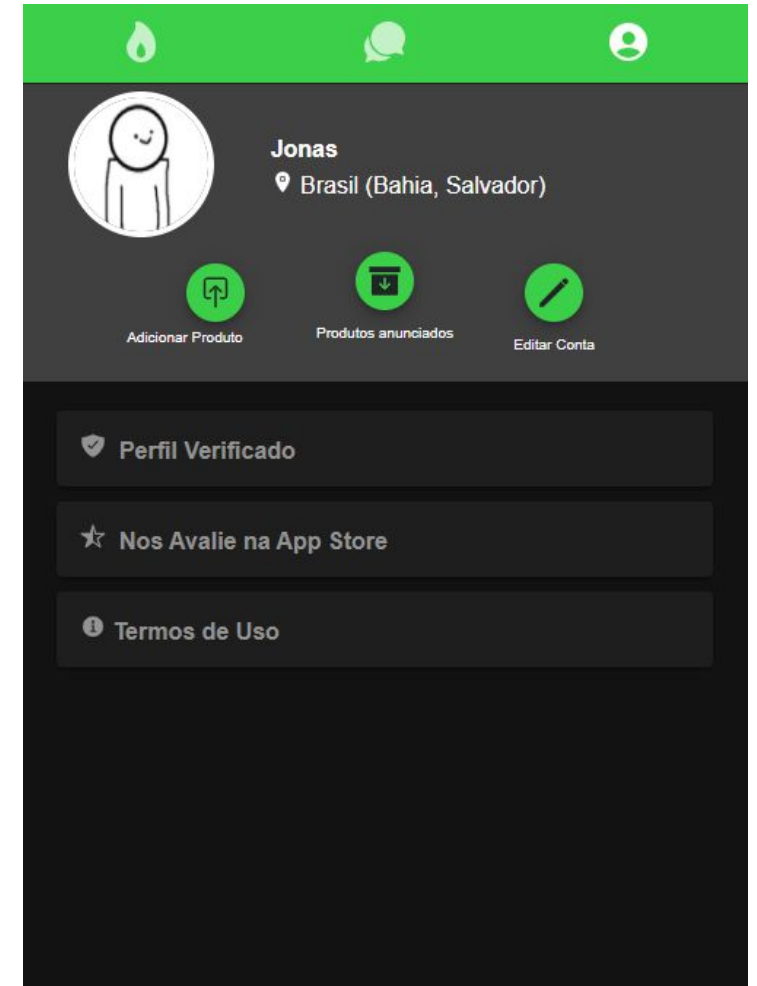 Jonas
Brasil (Bahia, Salvador)
Adicionar Produto
Produtos anunciados
Editar Conta
Perfil Verificado
Nos Avalie na App Store
Termos de Uso